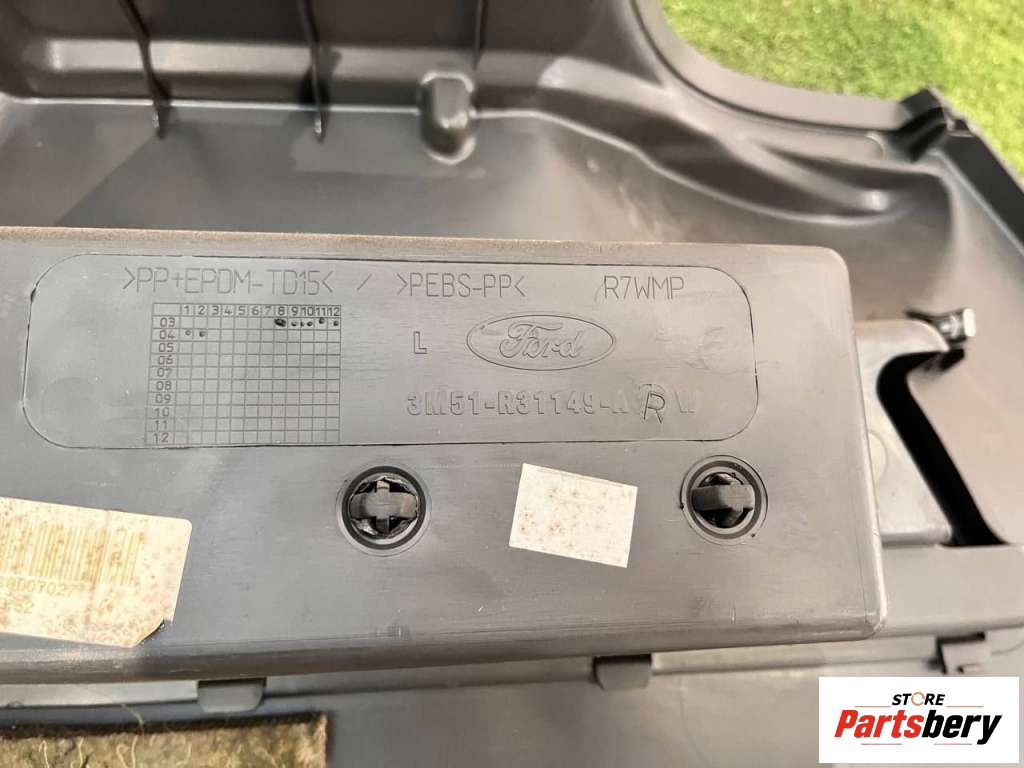 >PP+EPDM-TD15< / >PEBS-PP< R7WMP
1 2 3 4 5 6 7 8 9 10 11 12
03
04
05
06
07
08
09
10
11
12
L Ford
3M51-R31149-A R W
STORE
Partsbery